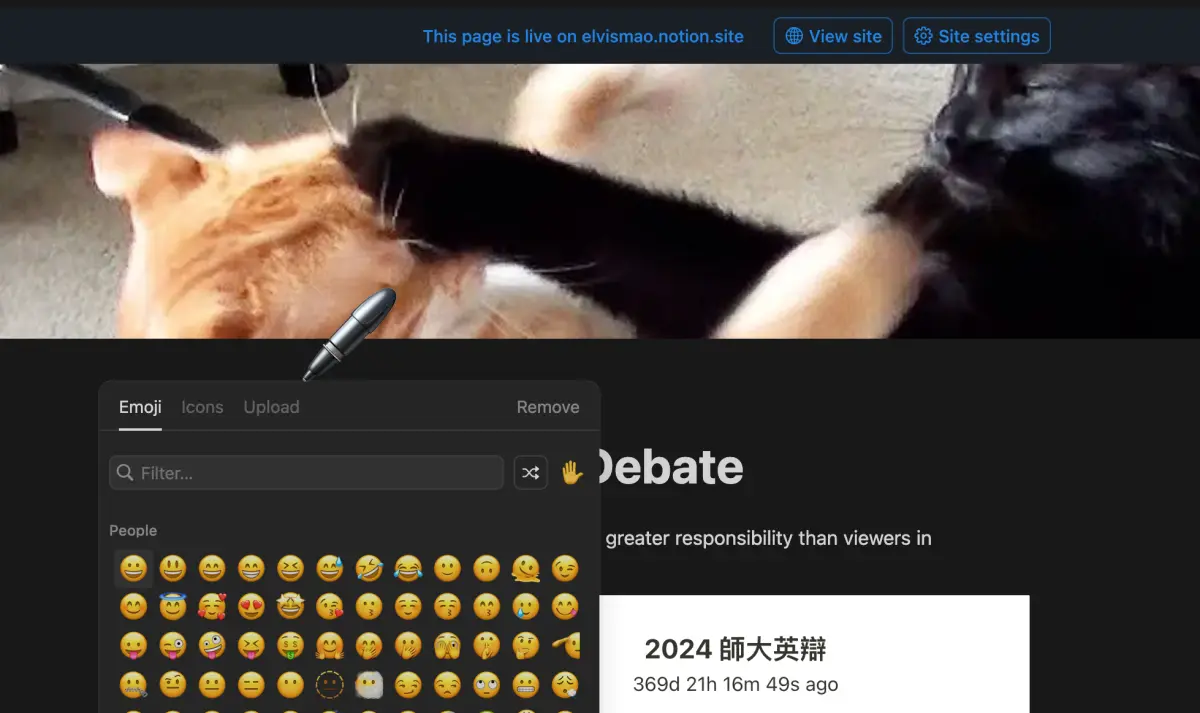 This page is live on elvismao.notion.site
View site
Site settings
Emoji
Icons
Upload
Remove
Filter...
Debate
People
greater responsibility than viewers in
2024 師大英辯
369d 21h 16m 49s ago